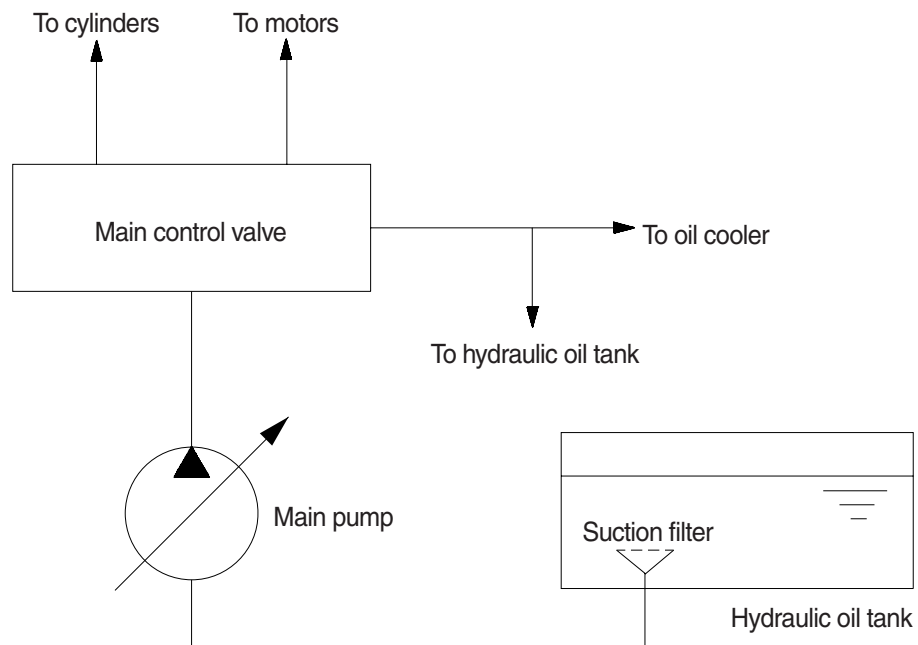 To cylinders
To motors
Main control valve
To oil cooler
To hydraulic oil tank
Main pump
Suction filter
Hydraulic oil tank